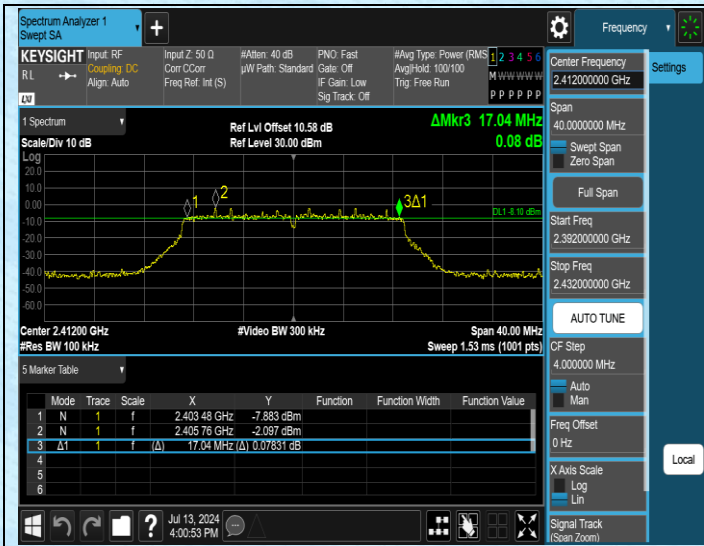 Spectrum Analyzer 1
Swept SA
+
Frequency
KEYSIGHT
RL
LXI
Input: RF
Coupling: DC
Align: Auto
Input Z: 50 Ω
Corr CCorr
Freq Ref: Int (S)
#Atten: 40 dB
µW Path: Standard
PNO: Fast
Gate: Off
IF Gain: Low
Sig Track: Off
#Avg Type: Power (RMS
Avg|Hold: 100/100
Trig: Free Run
1 2 3 4 5 6
M W W W W W
P P P P P P
1 Spectrum
Scale/Div 10 dB
Ref Lvl Offset 10.58 dB
Ref Level 30.00 dBm
ΔMkr3 17.04 MHz
0.08 dB
Log
20.0
10.0
0.00
-10.0
-20.0
-30.0
-40.0
-50.0
-60.0
1
2
3Δ1
DL1 -8.10 dBm
Center 2.41200 GHz
#Res BW 100 kHz
#Video BW 300 kHz
Span 40.00 MHz
Sweep 1.53 ms (1001 pts)
5 Marker Table
Mode Trace Scale X Y Function Function Width Function Value
1 N 1 f 2.403 48 GHz -7.883 dBm
2 N 1 f 2.405 76 GHz -2.097 dBm
3 Δ1 1 f (Δ) 17.04 MHz (Δ) 0.07831 dB
4
5
6
Jul 13, 2024
4:00:53 PM
?
Center Frequency
2.412000000 GHz
Span
40.0000000 MHz
Swept Span
Zero Span
Full Span
Start Freq
2.392000000 GHz
Stop Freq
2.432000000 GHz
AUTO TUNE
CF Step
4.000000 MHz
Auto
Man
Freq Offset
0 Hz
X Axis Scale
Log
Lin
Signal Track
(Span Zoom)
Settings
Local